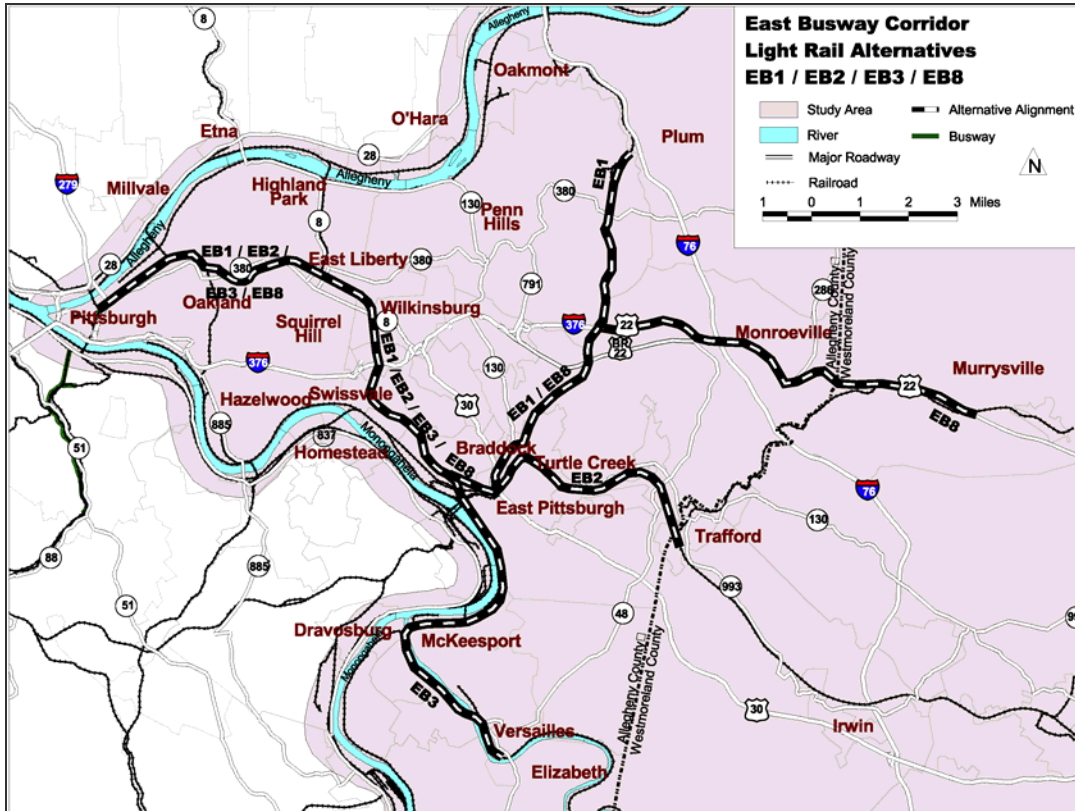 East Busway Corridor
Light Rail Alternatives
EB1 / EB2 / EB3 / EB8
Study Area
Alternative Alignment
River
Busway
Major Roadway
Railroad
N
1 0 1 2 3 Miles
8
Allegheny
Oakmont
O'Hara
Plum
Etna
28
EB1
279
Millvale
Highland Park
Allegheny
130
Penn Hills
380
8
76
Allegheny
28
EB1 / EB2 /
380
EB3 / EB8
East Liberty
380
791
286
Allegheny County
Westmoreland County
Oakland
Pittsburgh
Squirrel Hill
Wilkinsburg
8
376
22
BR 22
Monroeville
Murrysville
376
130
22
EB8
EB1 / EB2 / EB3 / EB8
EB1 / EB8
30
Hazelwood
Swissvale
885
837
Homestead
Monongahela
Braddock
Turtle Creek
EB2
51
East Pittsburgh
76
130
Trafford
88
885
993
51
48
Dravosburg
McKeesport
Monongahela
EB3
Allegheny County
Westmoreland County
30
Irwin
Versailles
Elizabeth